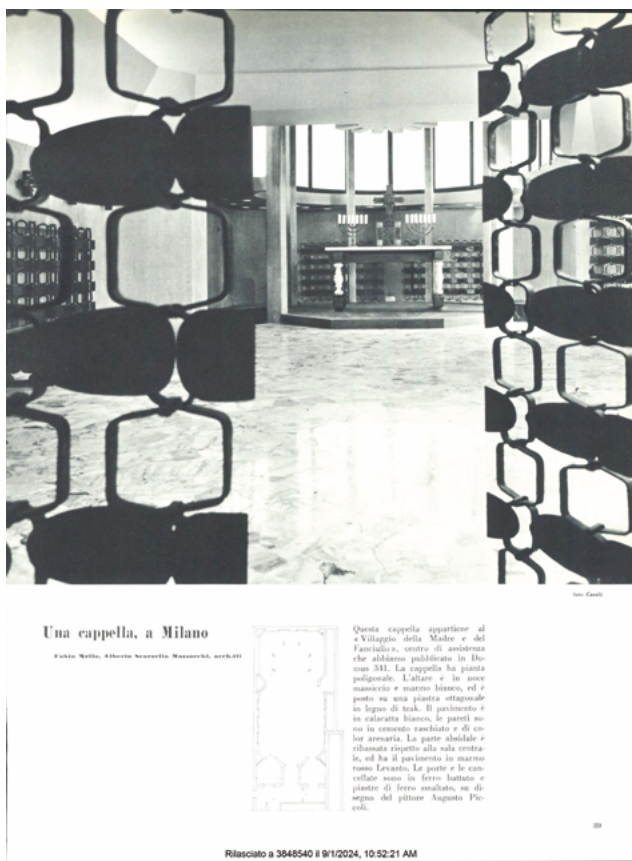 foto Casali
Una cappella, a Milano
Fabio Mello, Alberto Scarzella Mazzocchi, arch.tti
Questa cappella appartiene al
« Villaggio della Madre e del
Fanciullo », centro di assistenza
che abbiamo pubblicato in Do-
mus 341. La cappella ha pianta
poligonale. L'altare è in noce
massiccio e marmo bianco, ed è
posto su una piastra ottagonale
in legno di teak. Il pavimento è
in calacatta bianco, le pareti so-
no in cemento raschiato e di co-
lor arenaria. La parte absidale è
ribassata rispetto alla sala centra-
le, ed ha il pavimento in marmo
rosso Levanto. Le porte e le can-
cellate sono in ferro battuto e
piastre di ferro smaltato, su di-
segno del pittore Augusto Pic-
coli.
Rilasciato a 3848540 il 9/1/2024, 10:52:21 AM